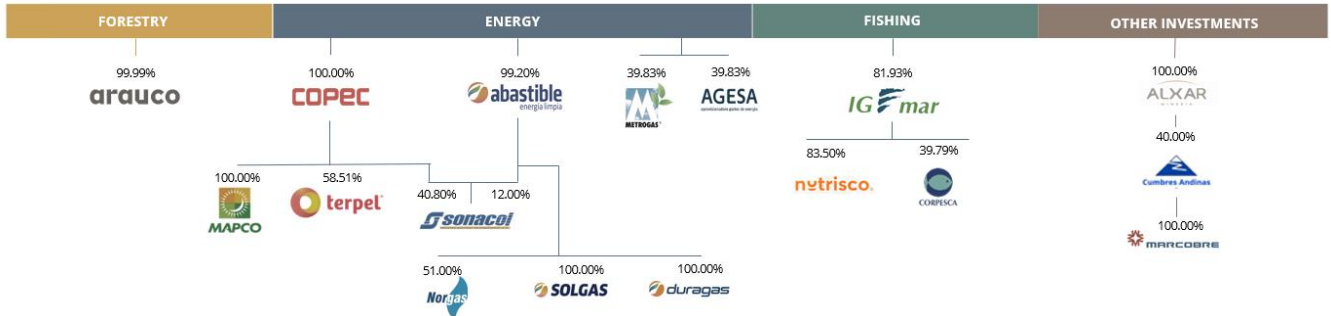 FORESTRY
ENERGY
FISHING
OTHER INVESTMENTS
99.99%
arauco
100.00%
COPEC
99.20%
abastible
energía limpia
39.83%
METROGAS
39.83%
AGESA
81.93%
IG mar
100.00%
ALXAR
MINERÍA
100.00%
MAPCO
58.51%
terpel
40.80%
12.00%
sonacol
83.50%
nutrisco
39.79%
CORPESCA
40.00%
Cumbres Andinas
100.00%
MARCOBRE
51.00%
Norgas
100.00%
SOLGAS
100.00%
duragas